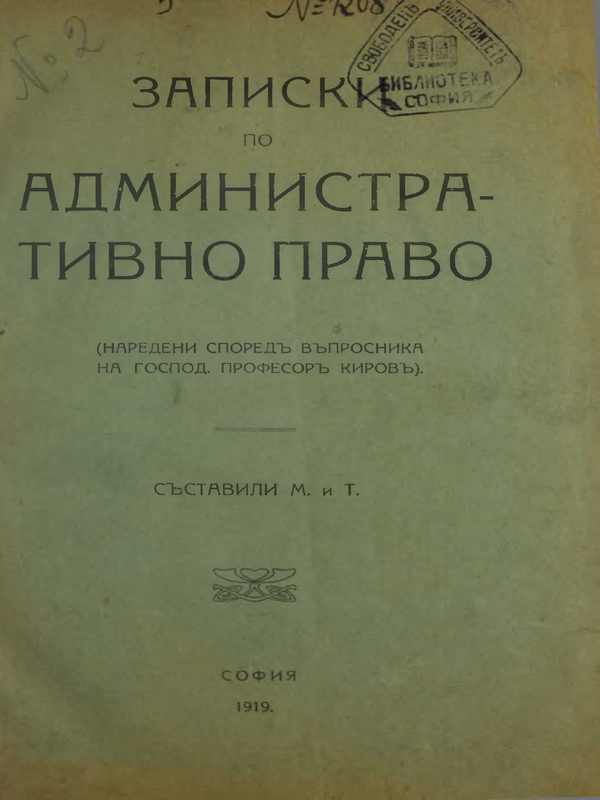 № 1208
№ 2
СВОБОДЕНЪ УНИВЕРСИТЕТЪ
БИБЛИОТЕКА
СОФИЯ
ЗАПИСКИ
ПО
АДМИНИСТРА-
ТИВНО ПРАВО
(НАРЕДЕНИ СПОРЕДЪ ВЪПРОСНИКА
НА ГОСПОД. ПРОФЕСОРЪ КИРОВЪ).
СЪСТАВИЛИ М. и Т.
СОФИЯ
1919.